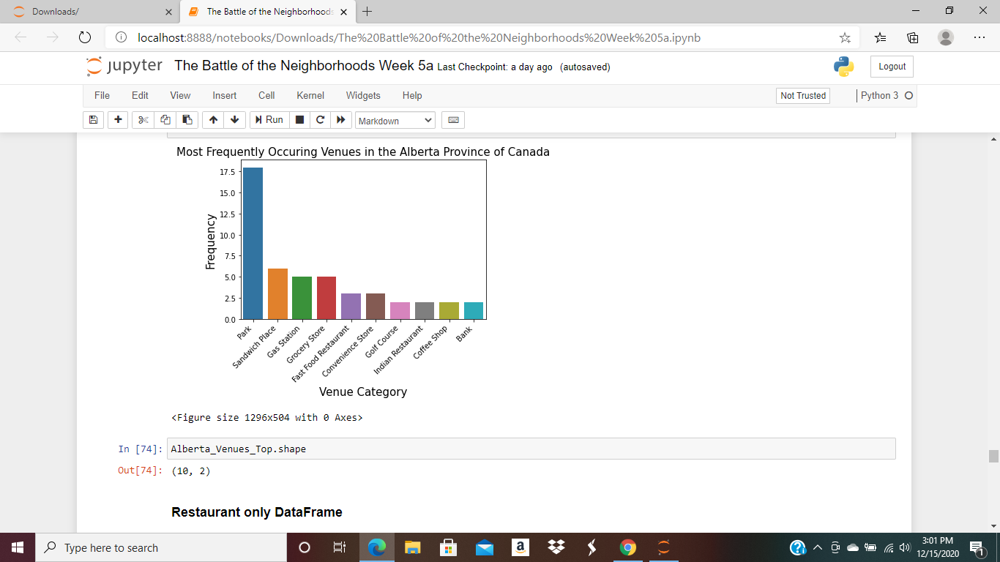 Downloads/
The Battle of the Neighborhoods
localhost:8888/notebooks/Downloads/The%20Battle%20of%20the%20Neighborhoods%20Week%205a.ipynb
jupyter The Battle of the Neighborhoods Week 5a Last Checkpoint: a day ago (autosaved)
Logout
File Edit View Insert Cell Kernel Widgets Help
Not Trusted
Python 3
Run
Markdown
Most Frequently Occuring Venues in the Alberta Province of Canada
17.5
15.0
12.5
10.0
7.5
5.0
2.5
0.0
Frequency
Park
Sandwich Place
Gas Station
Grocery Store
Fast Food Restaurant
Convenience Store
Golf Course
Indian Restaurant
Coffee Shop
Bank
Venue Category
<Figure size 1296x504 with 0 Axes>
In [74]: Alberta_Venues_Top.shape
Out[74]: (10, 2)
Restaurant only DataFrame
Type here to search
a
3:01 PM
12/15/2020
1